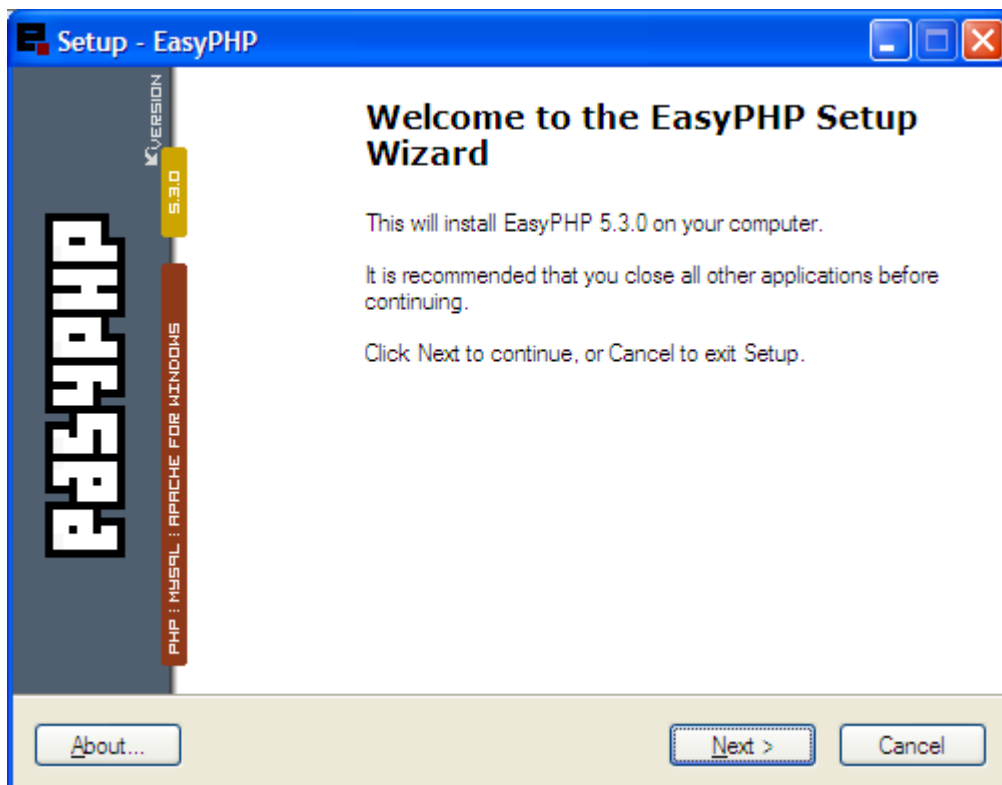 Setup - EasyPHP
VERSION
5.3.0
easyPHP
PHP : MYSQL : APACHE FOR WINDOWS
Welcome to the EasyPHP Setup
Wizard
This will install EasyPHP 5.3.0 on your computer.
It is recommended that you close all other applications before
continuing.
Click Next to continue, or Cancel to exit Setup.
About...
Next >
Cancel